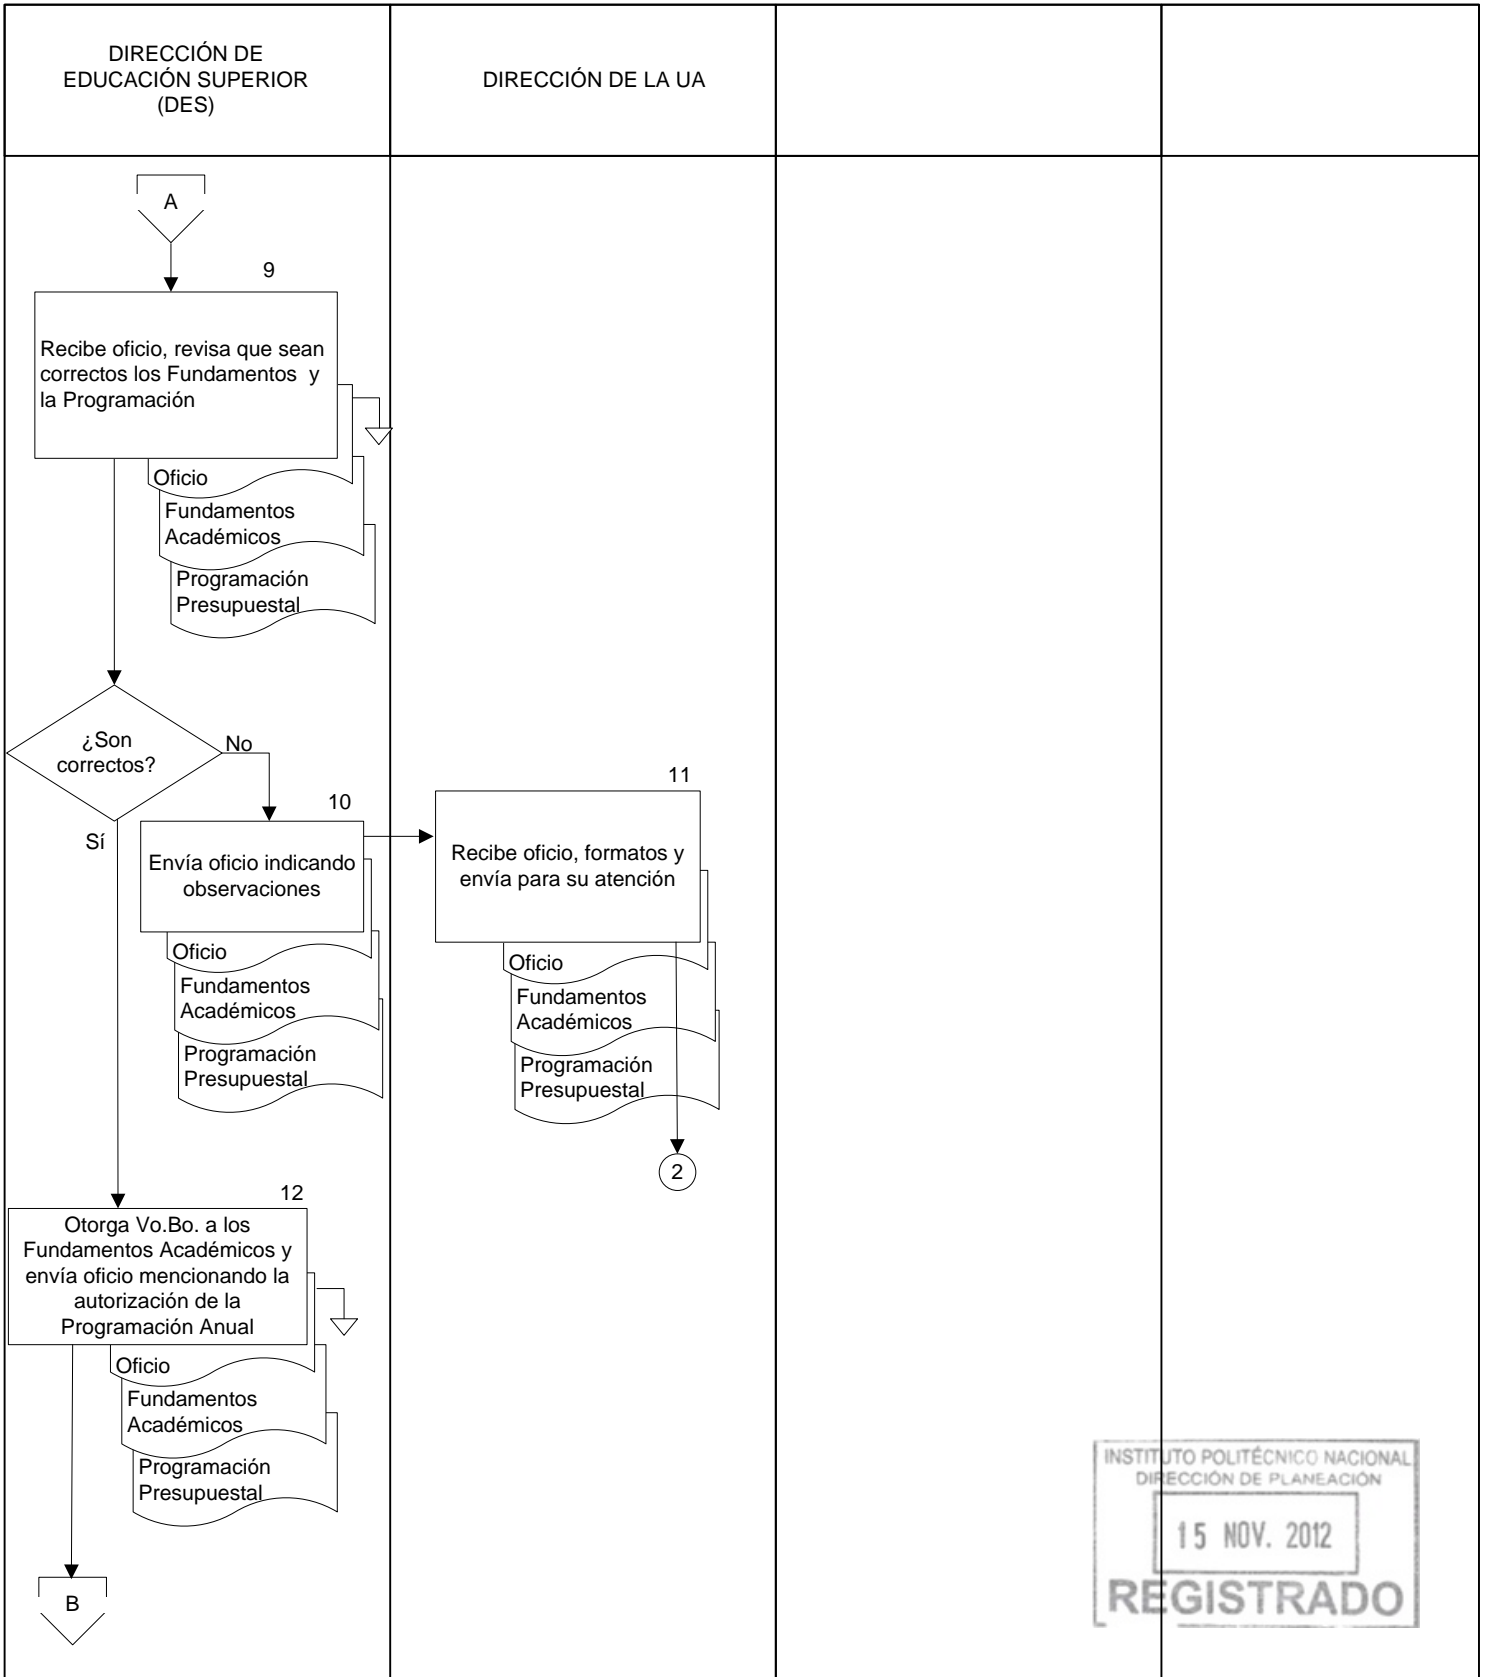 DIRECCIÓN DE
EDUCACIÓN SUPERIOR
(DES)
DIRECCIÓN DE LA UA
A
9
Recibe oficio, revisa que sean
correctos los Fundamentos y
la Programación
Oficio
Fundamentos
Académicos
Programación
Presupuestal
¿Son
correctos?
No
Sí
10
Envía oficio indicando
observaciones
Oficio
Fundamentos
Académicos
Programación
Presupuestal
11
Recibe oficio, formatos y
envía para su atención
Oficio
Fundamentos
Académicos
Programación
Presupuestal
2
12
Otorga Vo.Bo. a los
Fundamentos Académicos y
envía oficio mencionando la
autorización de la
Programación Anual
Oficio
Fundamentos
Académicos
Programación
Presupuestal
B
INSTITUTO POLITÉCNICO NACIONAL
DIRECCIÓN DE PLANEACIÓN
15 NOV. 2012
REGISTRADO